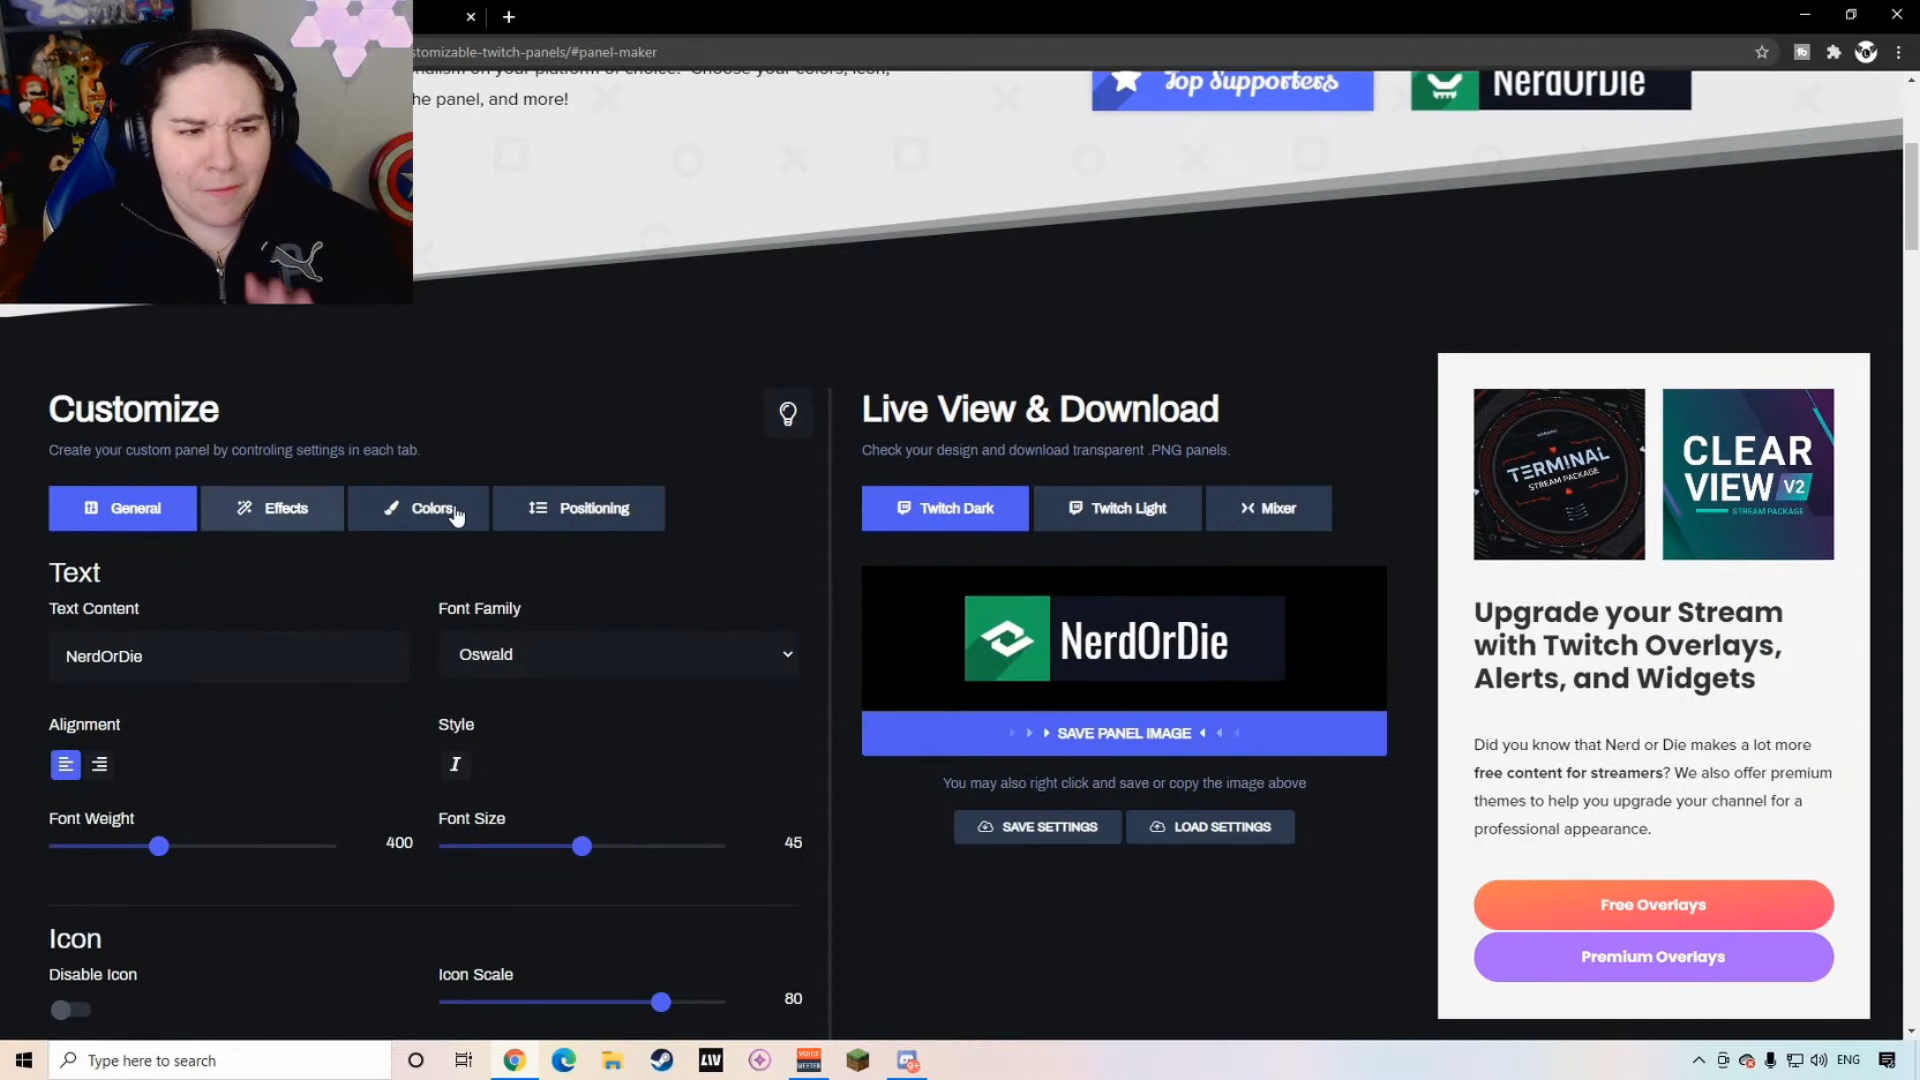 stomizable-twitch-panels/#panel-maker
he panel, and more!
Top Supporters
NerdOrDie
Customize
Create your custom panel by controling settings in each tab.
General
Effects
Colors
Positioning
Text
Text Content
Font Family
NerdOrDie
Oswald
Alignment
Style
I
Font Weight
400
Font Size
45
Icon
Disable Icon
Icon Scale
80
Live View & Download
Check your design and download transparent .PNG panels.
Twitch Dark
Twitch Light
Mixer
NerdOrDie
SAVE PANEL IMAGE
You may also right click and save or copy the image above
SAVE SETTINGS
LOAD SETTINGS
TERMINAL
STREAM PACKAGE
CLEAR
VIEW V2
STREAM PACKAGE
Upgrade your Stream
with Twitch Overlays,
Alerts, and Widgets
Did you know that Nerd or Die makes a lot more
free content for streamers? We also offer premium
themes to help you upgrade your channel for a
professional appearance.
Free Overlays
Premium Overlays
Type here to search
LIV
VOICE
MEETER
ENG